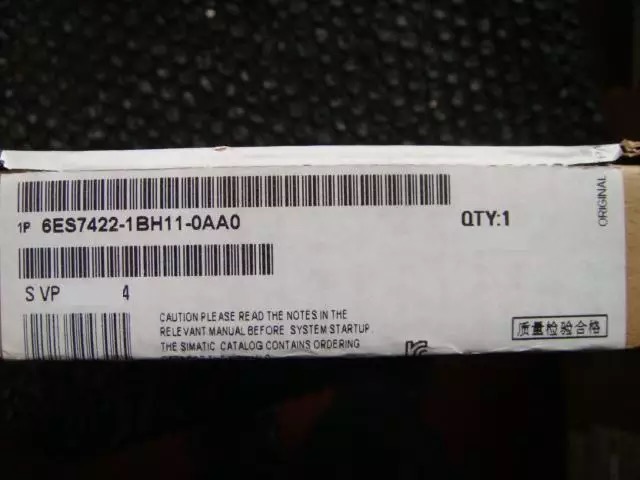 1P 6ES7422-1BH11-0AA0
QTY:1
ORIGINAL
S VP 4
CAUTION PLEASE READ THE NOTES IN THE
RELEVANT MANUAL BEFORE SYSTEM STARTUP
THE SIMATIC CATALOG CONTAINS ORDERING
质量检验合格